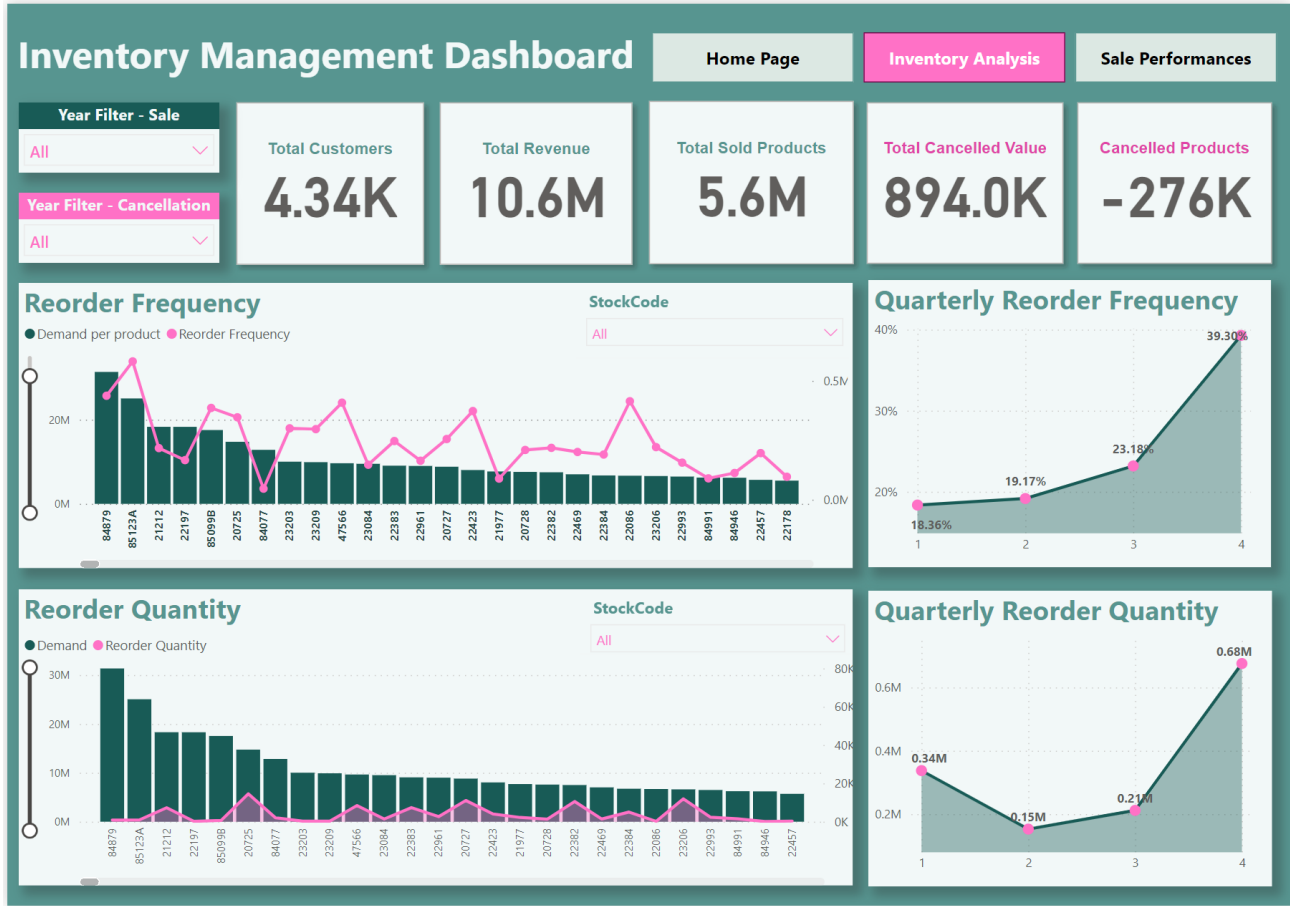 Inventory Management Dashboard
Home Page
Inventory Analysis
Sale Performances
Year Filter - Sale
All
Year Filter - Cancellation
All
Total Customers
4.34K
Total Revenue
10.6M
Total Sold Products
5.6M
Total Cancelled Value
894.0K
Cancelled Products
-276K
Reorder Frequency
StockCode
Demand per product Reorder Frequency
All
20M
0M
0.5M
0.0M
84879
85123A
21212
22197
85099B
20725
84077
23203
23209
47566
23084
22383
22961
20727
22423
21977
20728
22382
22469
22384
22086
23206
22993
84991
84946
22457
22178
Quarterly Reorder Frequency
40%
30%
20%
18.36%
19.17%
23.18%
39.30%
1 2 3 4
Reorder Quantity
StockCode
Demand Reorder Quantity
All
30M
20M
10M
0M
80K
60K
40K
20K
0K
84879
85123A
21212
22197
85099B
20725
84077
23203
23209
47566
23084
22383
22961
20727
22423
21977
20728
22382
22469
22384
22086
23206
22993
84991
84946
22457
Quarterly Reorder Quantity
0.6M
0.4M
0.2M
0.34M
0.15M
0.21M
0.68M
1 2 3 4